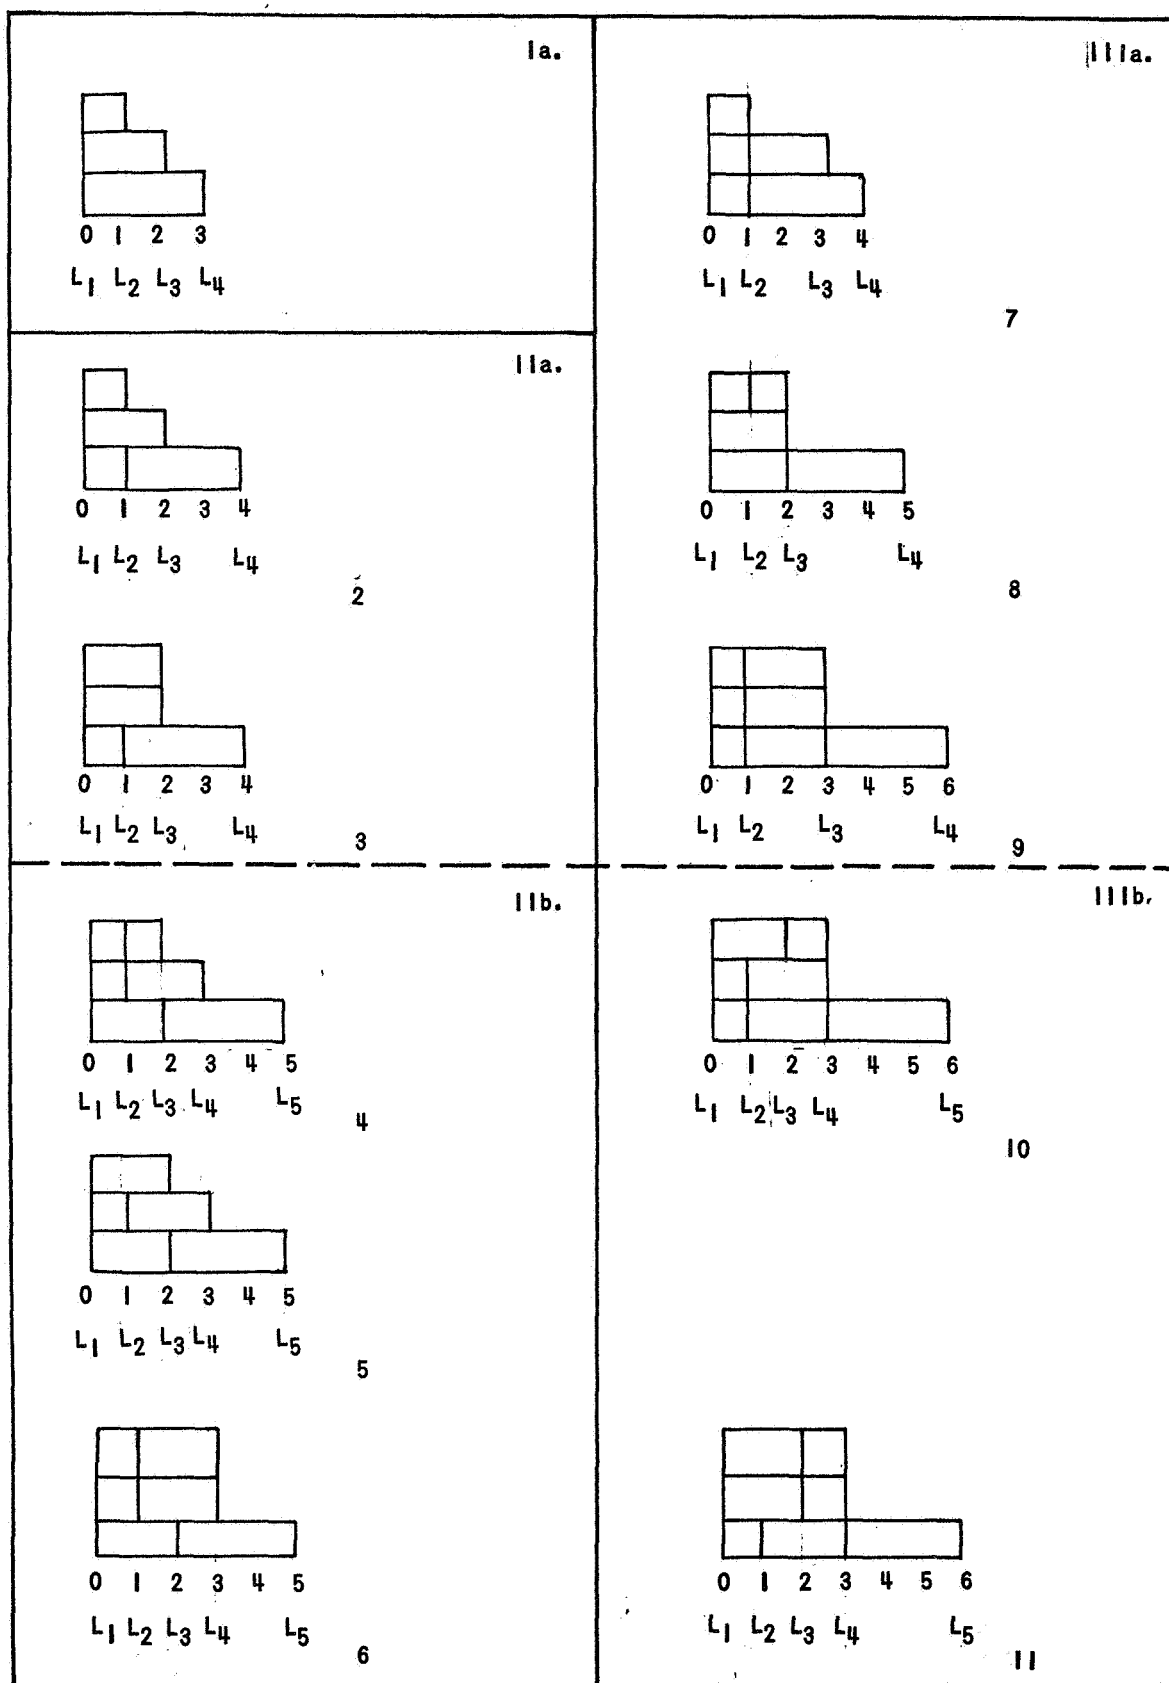 Ia.
0 1 2 3
L1 L2 L3 L4
IIa.
0 1 2 3 4
L1 L2 L3 L4
2
0 1 2 3 4
L1 L2 L3 L4
3
IIb.
0 1 2 3 4 5
L1 L2 L3 L4 L5
4
0 1 2 3 4 5
L1 L2 L3 L4 L5
5
0 1 2 3 4 5
L1 L2 L3 L4 L5
6
IIIa.
0 1 2 3 4
L1 L2 L3 L4
7
0 1 2 3 4 5
L1 L2 L3 L4
8
0 1 2 3 4 5 6
L1 L2 L3 L4
9
IIIb.
0 1 2 3 4 5 6
L1 L2 L3 L4 L5
10
0 1 2 3 4 5 6
L1 L2 L3 L4 L5
11